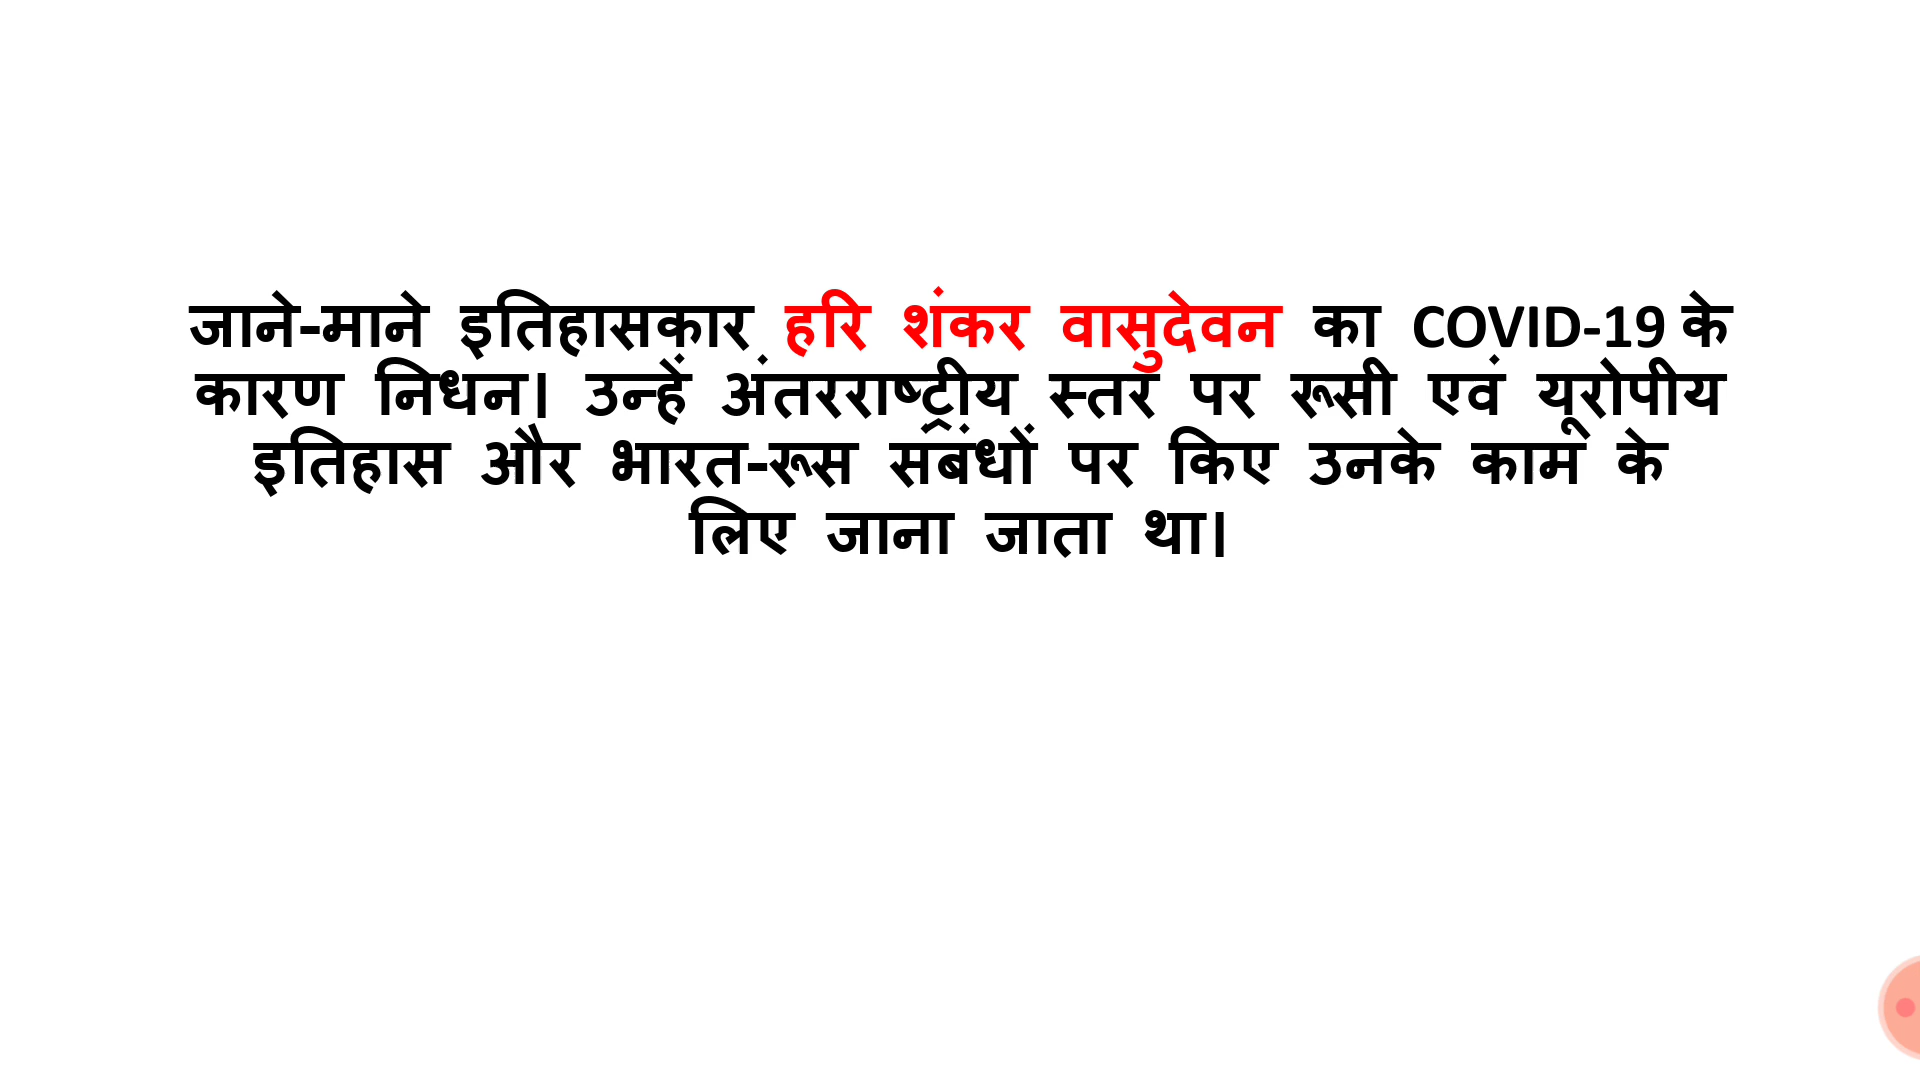 जाने-माने इतिहासकार हरि शंकर वासुदेवन का COVID-19 के
कारण निधन। उन्हें अंतरराष्ट्रीय स्तर पर रूसी एवं यूरोपीय
इतिहास और भारत-रूस संबंधों पर किए उनके काम के
लिए जाना जाता था।